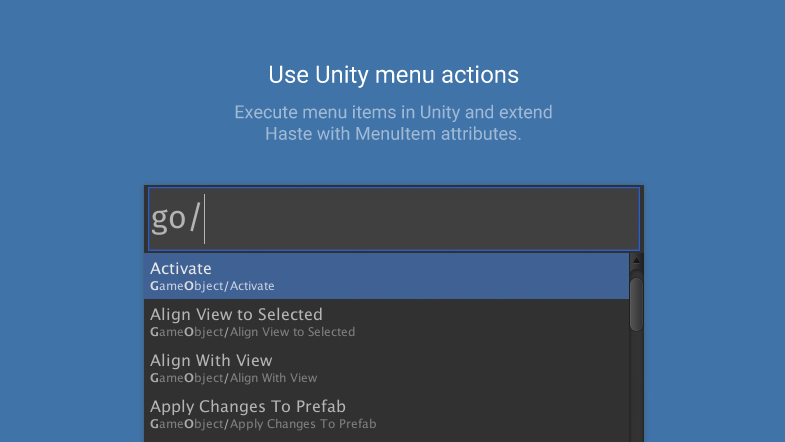 Use Unity menu actions
Execute menu items in Unity and extend
Haste with MenuItem attributes.
go/
Activate
GameObject/Activate
Align View to Selected
GameObject/Align View to Selected
Align With View
GameObject/Align With View
Apply Changes To Prefab
GameObject/Apply Changes To Prefab